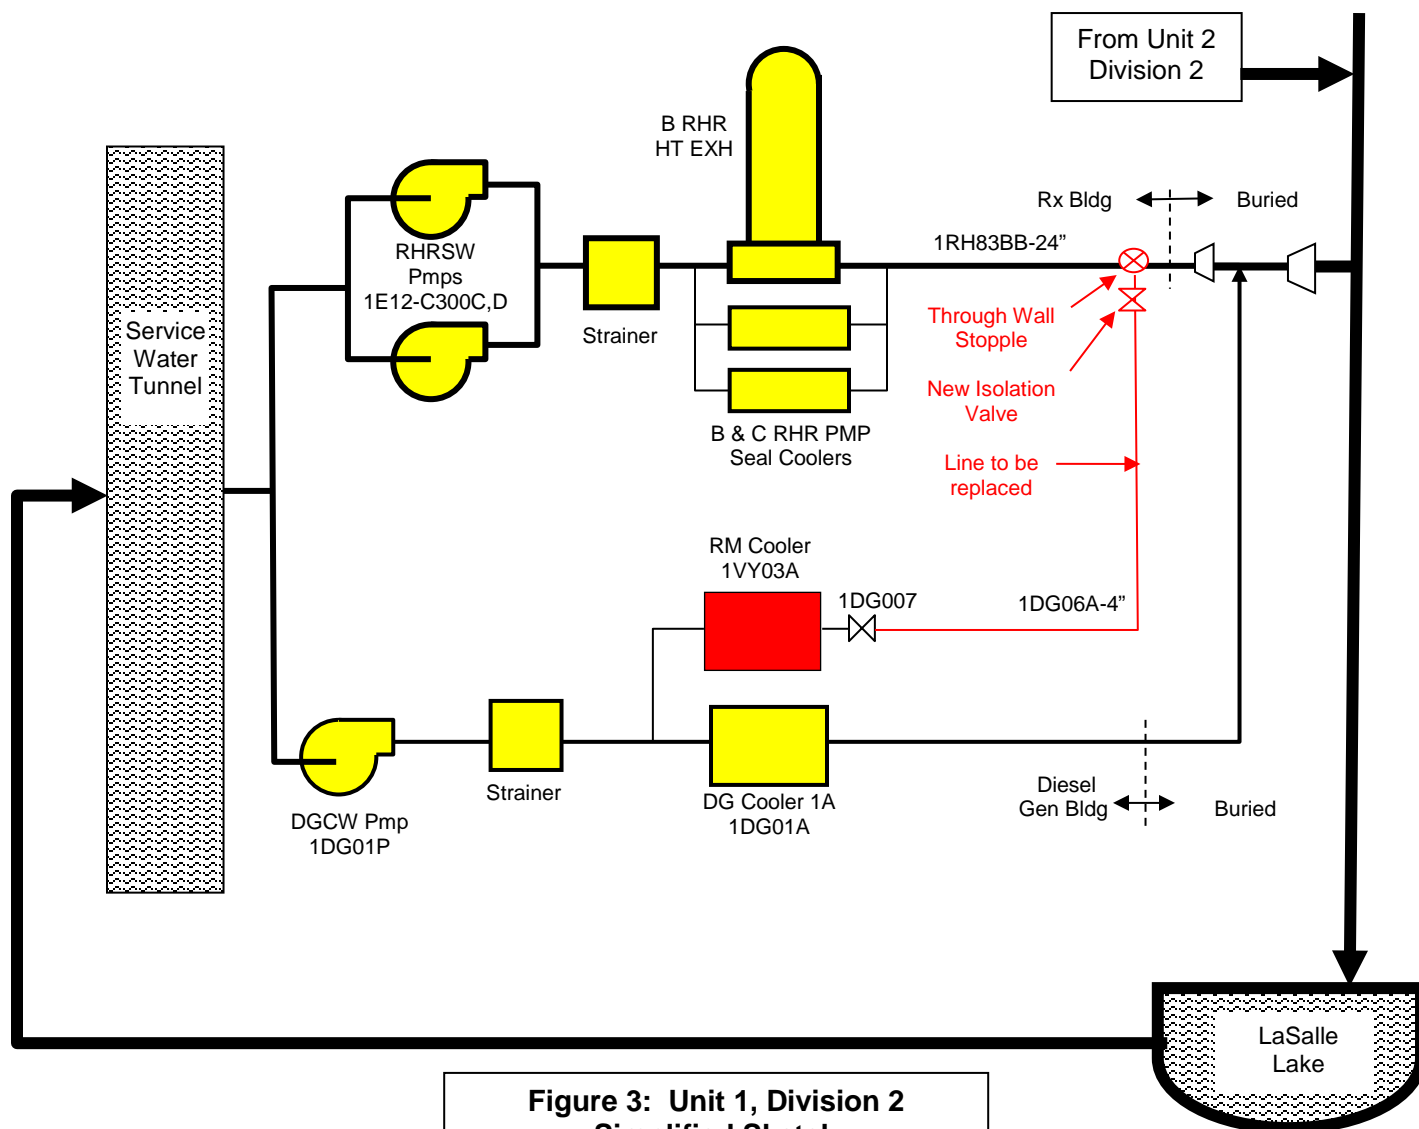 From Unit 2
Division 2
B RHR
HT EXH
Rx Bldg
Buried
1RH83BB-24”
RHRSW
Pmps
1E12-C300C,D
Service
Water
Tunnel
Strainer
Through Wall
Stopple
New Isolation
Valve
B & C RHR PMP
Seal Coolers
Line to be
replaced
RM Cooler
1VY03A
1DG007
1DG06A-4”
Strainer
DG Cooler 1A
1DG01A
Diesel
Gen Bldg
Buried
DGCW Pmp
1DG01P
LaSalle
Lake
Figure 3: Unit 1, Division 2
Simplified Sketch